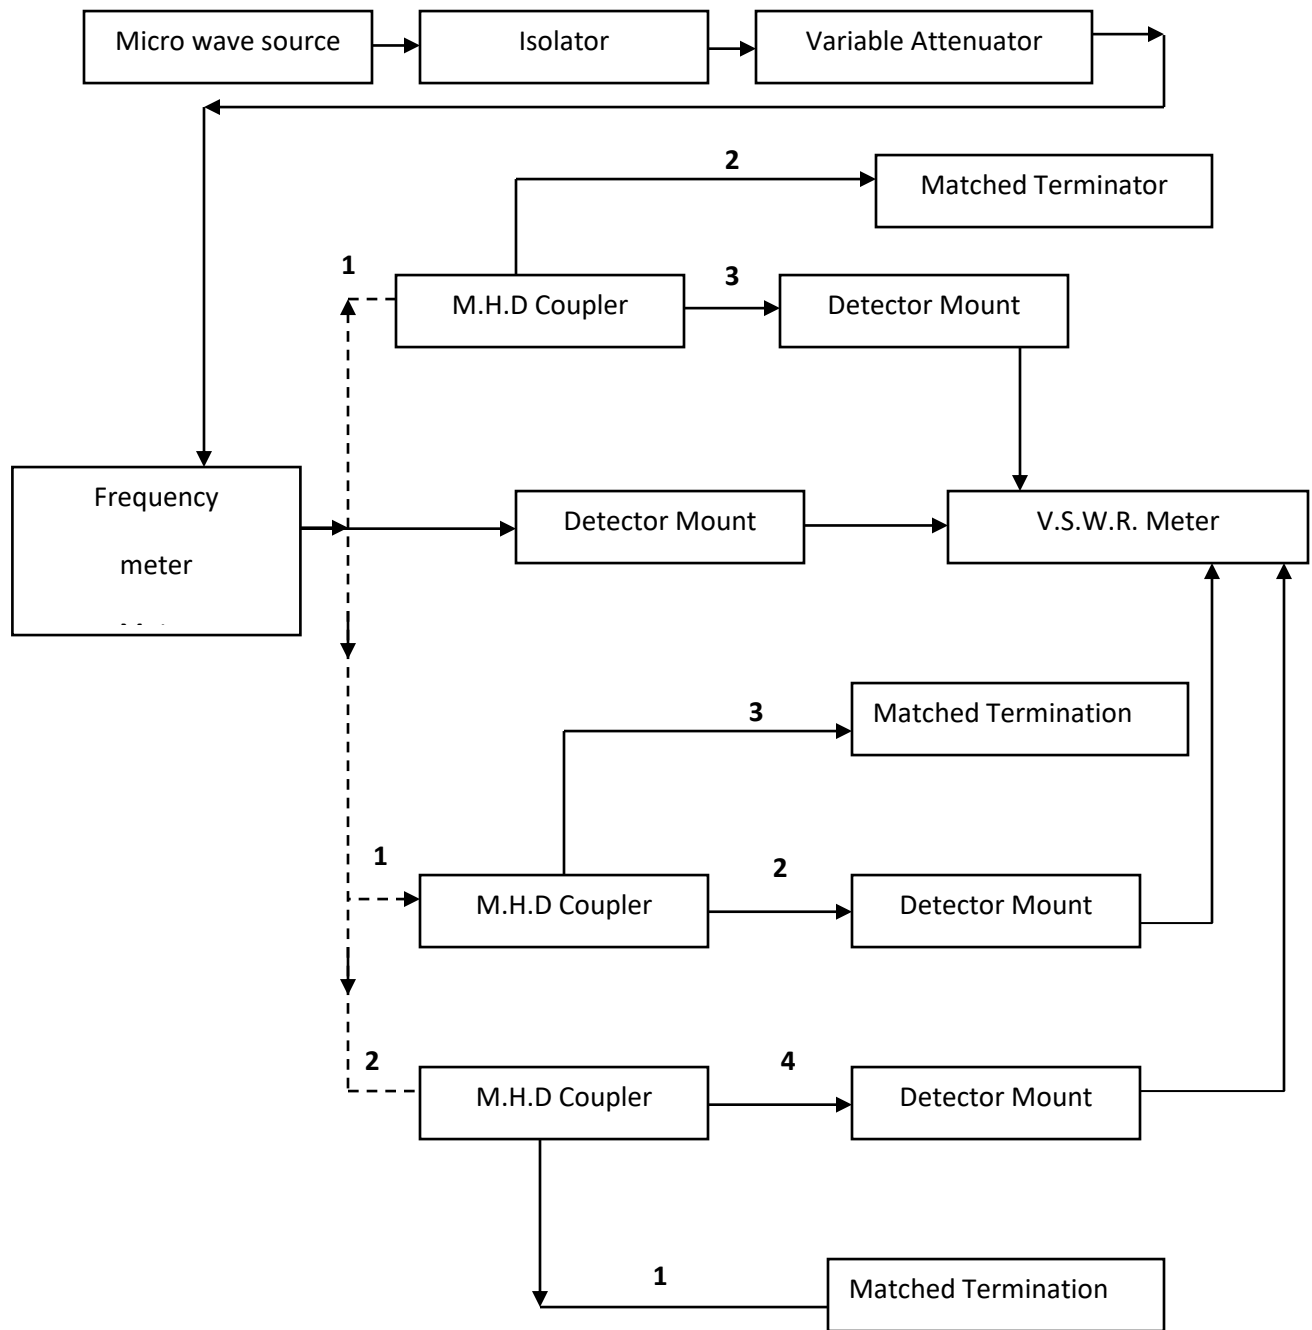 Micro wave source
Isolator
Variable Attenuator
2
Matched Terminator
1
M.H.D Coupler
3
Detector Mount
Frequency
meter
Detector Mount
V.S.W.R. Meter
3
Matched Termination
1
M.H.D Coupler
2
Detector Mount
2
M.H.D Coupler
4
Detector Mount
1
Matched Termination